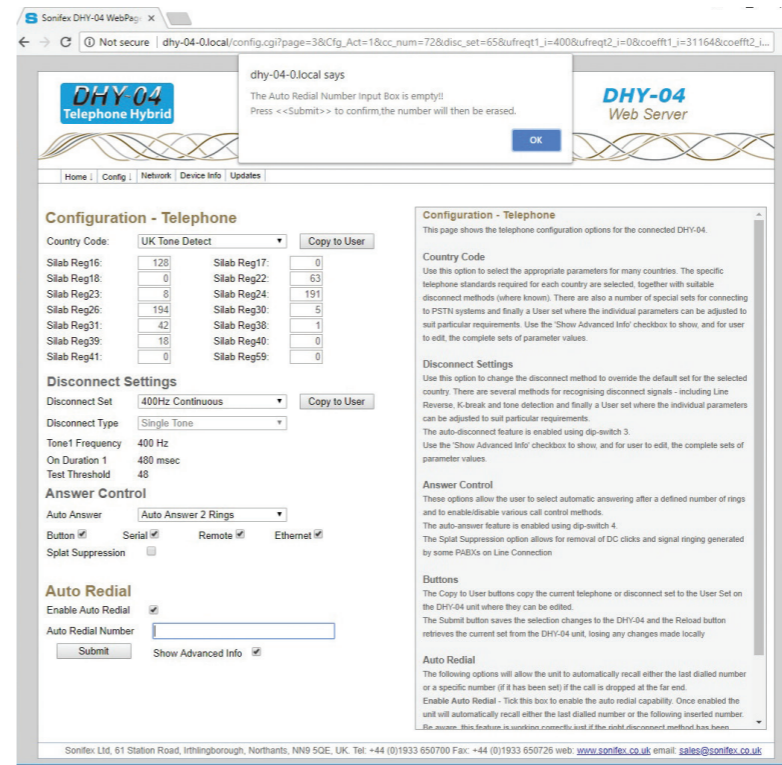 Sonifex DHY-04 WebPag
Not secure | dhy-04-0.local/config.cgi?page=3&Cfg_Act=1&cc_num=72&disc_set=65&ufreqt1_i=400&ufreqt2_i=0&coefft1_i=31164&coefft2_i...
dhy-04-0.local says
The Auto Redial Number Input Box is empty!!
Press <<Submit>> to confirm,the number will then be erased.
OK
DHY-04
Telephone Hybrid
DHY-04
Web Server
Home ↓ Config ↓ Network Device Info Updates
Configuration - Telephone
Country Code: UK Tone Detect Copy to User
Silab Reg16: 128 Silab Reg17: 0
Silab Reg18: 0 Silab Reg22: 63
Silab Reg23: 8 Silab Reg24: 191
Silab Reg26: 194 Silab Reg30: 5
Silab Reg31: 42 Silab Reg38: 1
Silab Reg39: 18 Silab Reg40: 0
Silab Reg41: 0 Silab Reg59: 0
Disconnect Settings
Disconnect Set 400Hz Continuous Copy to User
Disconnect Type Single Tone
Tone1 Frequency 400 Hz
On Duration 1 480 msec
Test Threshold 48
Answer Control
Auto Answer Auto Answer 2 Rings
Button Serial Remote Ethernet
Splat Suppression
Auto Redial
Enable Auto Redial
Auto Redial Number
Submit Show Advanced Info
Configuration - Telephone
This page shows the telephone configuration options for the connected DHY-04.
Country Code
Use this option to select the appropriate parameters for many countries. The specific
telephone standards required for each country are selected, together with suitable
disconnect methods (where known). There are also a number of special sets for connecting
to PSTN systems and finally a User set where the individual parameters can be adjusted to
suit particular requirements. Use the 'Show Advanced Info' checkbox to show, and for user
to edit, the complete sets of parameter values.
Disconnect Settings
Use this option to change the disconnect method to override the default set for the selected
country. There are several methods for recognising disconnect signals - including Line
Reverse, K-break and tone detection and finally a User set where the individual parameters
can be adjusted to suit particular requirements.
The auto-disconnect feature is enabled using dip-switch 3.
Use the 'Show Advanced Info' checkbox to show, and for user to edit, the complete sets of
parameter values.
Answer Control
These options allow the user to select automatic answering after a defined number of rings
and to enable/disable various call control methods.
The auto-answer feature is enabled using dip-switch 4.
The Splat Suppression option allows for removal of DC clicks and signal ringing generated
by some PABXs on Line Connection
Buttons
The Copy to User buttons copy the current telephone or disconnect set to the User Set on
the DHY-04 unit where they can be edited.
The Submit button saves the selection changes to the DHY-04 and the Reload button
retrieves the current set from the DHY-04 unit, losing any changes made locally
Auto Redial
The following options will allow the unit to automatically recall either the last dialled number
or a specific number (if it has been set) if the call is dropped at the far end.
Enable Auto Redial - Tick this box to enable the auto redial capability. Once enabled the
unit will automatically recall either the last dialled number or the following inserted number.
Be aware, this feature is working correctly just if the right disconnect method has been
Sonifex Ltd, 61 Station Road, Irthlingborough, Northants, NN9 5QE, UK. Tel: +44 (0)1933 650700 Fax: +44 (0)1933 650726 web: www.sonifex.co.uk email: sales@sonifex.co.uk